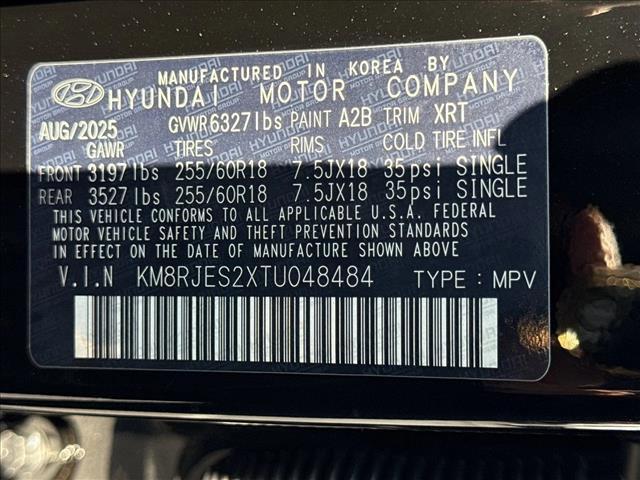 MANUFACTURED IN KOREA BY
HYUNDAI MOTOR COMPANY
AUG/2025 GVWR 6327lbs PAINT A2B TRIM XRT
GAWR TIRES RIMS COLD TIRE INFL
FRONT 3197lbs 255/60R18 7.5JX18 35psi SINGLE
REAR 3527lbs 255/60R18 7.5JX18 35psi SINGLE
THIS VEHICLE CONFORMS TO ALL APPLICABLE U.S.A. FEDERAL
MOTOR VEHICLE SAFETY AND THEFT PREVENTION STANDARDS
IN EFFECT ON THE DATE OF MANUFACTURE SHOWN ABOVE
V.I.N KM8RJES2XTU048484 TYPE : MPV